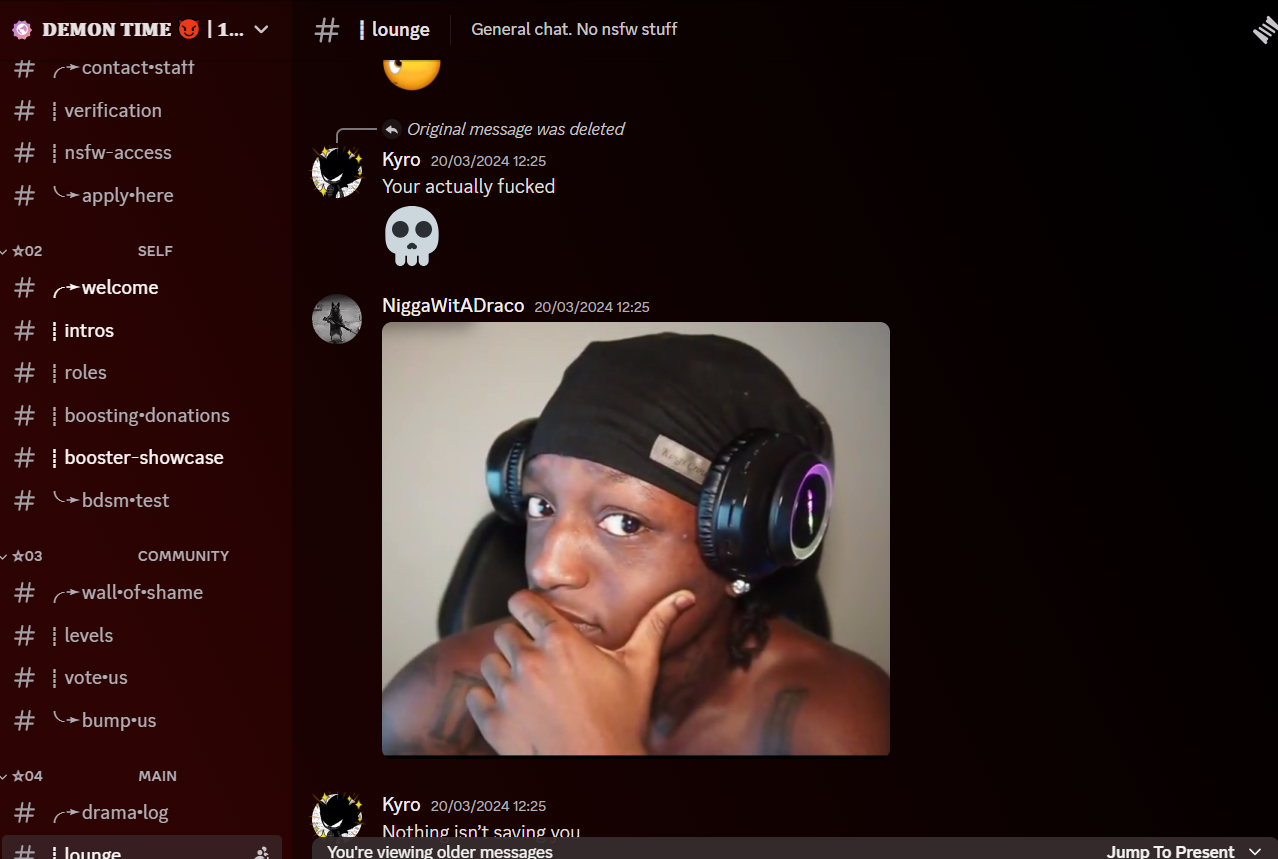 DEMON TIME 😈 | 1...
contact•staff
verification
nsfw-access
apply•here
☆02 SELF
welcome
intros
roles
boosting•donations
booster-showcase
bdsm•test
☆03 COMMUNITY
wall•of•shame
levels
vote•us
bump•us
☆04 MAIN
drama•log
lounge
lounge
General chat. No nsfw stuff
Original message was deleted
Kyro 20/03/2024 12:25
Your actually fucked
NiggaWitADraco 20/03/2024 12:25
Kyro 20/03/2024 12:25
Nothing isn't saving you
You're viewing older messages
Jump To Present